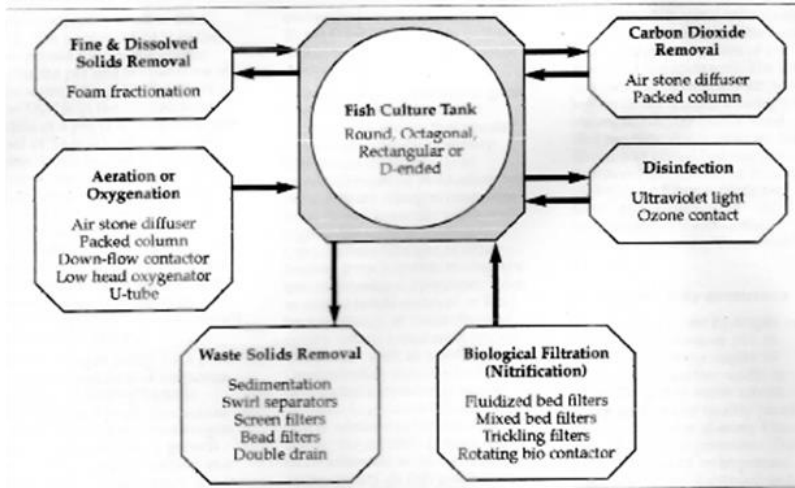 Fine & Dissolved
Solids Removal
Foam fractionation
Carbon Dioxide
Removal
Air stone diffuser
Packed column
Fish Culture Tank
Round, Octagonal,
Rectangular or
D-ended
Aeration or
Oxygenation
Air stone diffuser
Packed column
Down-flow contactor
Low head oxygenator
U-tube
Disinfection
Ultraviolet light
Ozone contact
Waste Solids Removal
Sedimentation
Swirl separators
Screen filters
Bead filters
Double drain
Biological Filtration
(Nitrification)
Fluidized bed filters
Mixed bed filters
Trickling filters
Rotating bio contactor